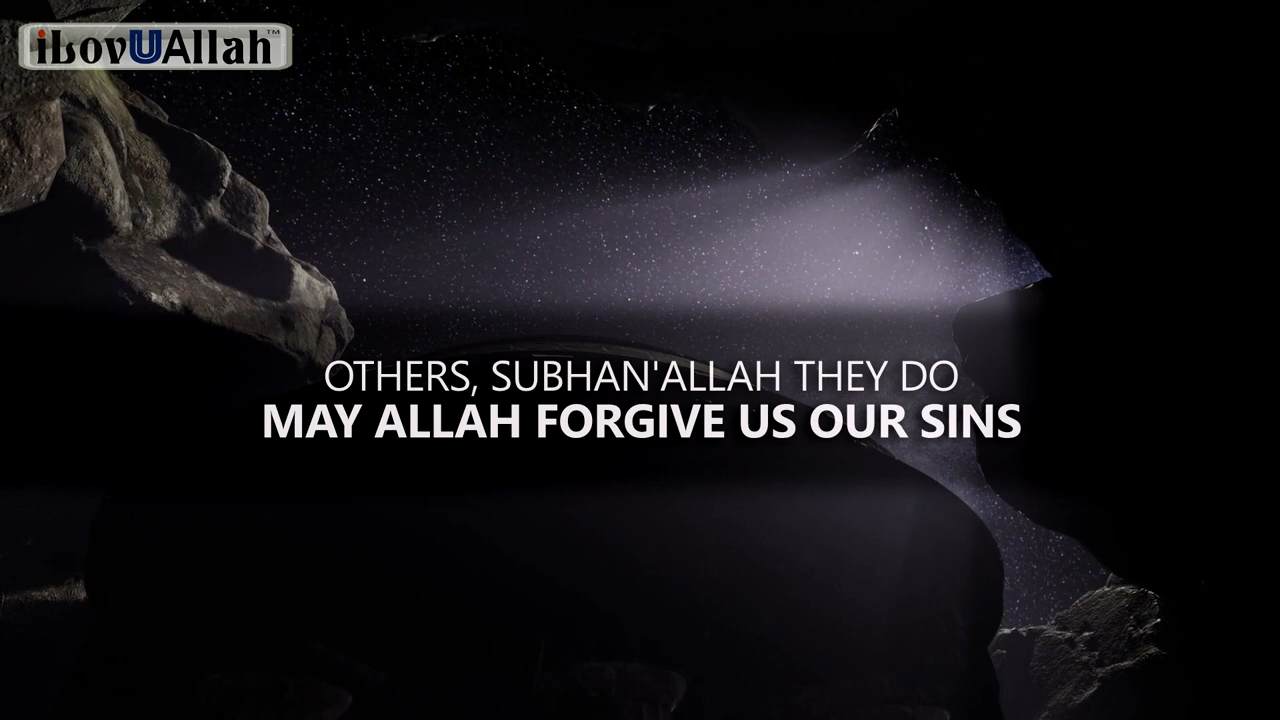 iLovUAllah™
OTHERS, SUBHAN'ALLAH THEY DO
MAY ALLAH FORGIVE US OUR SINS